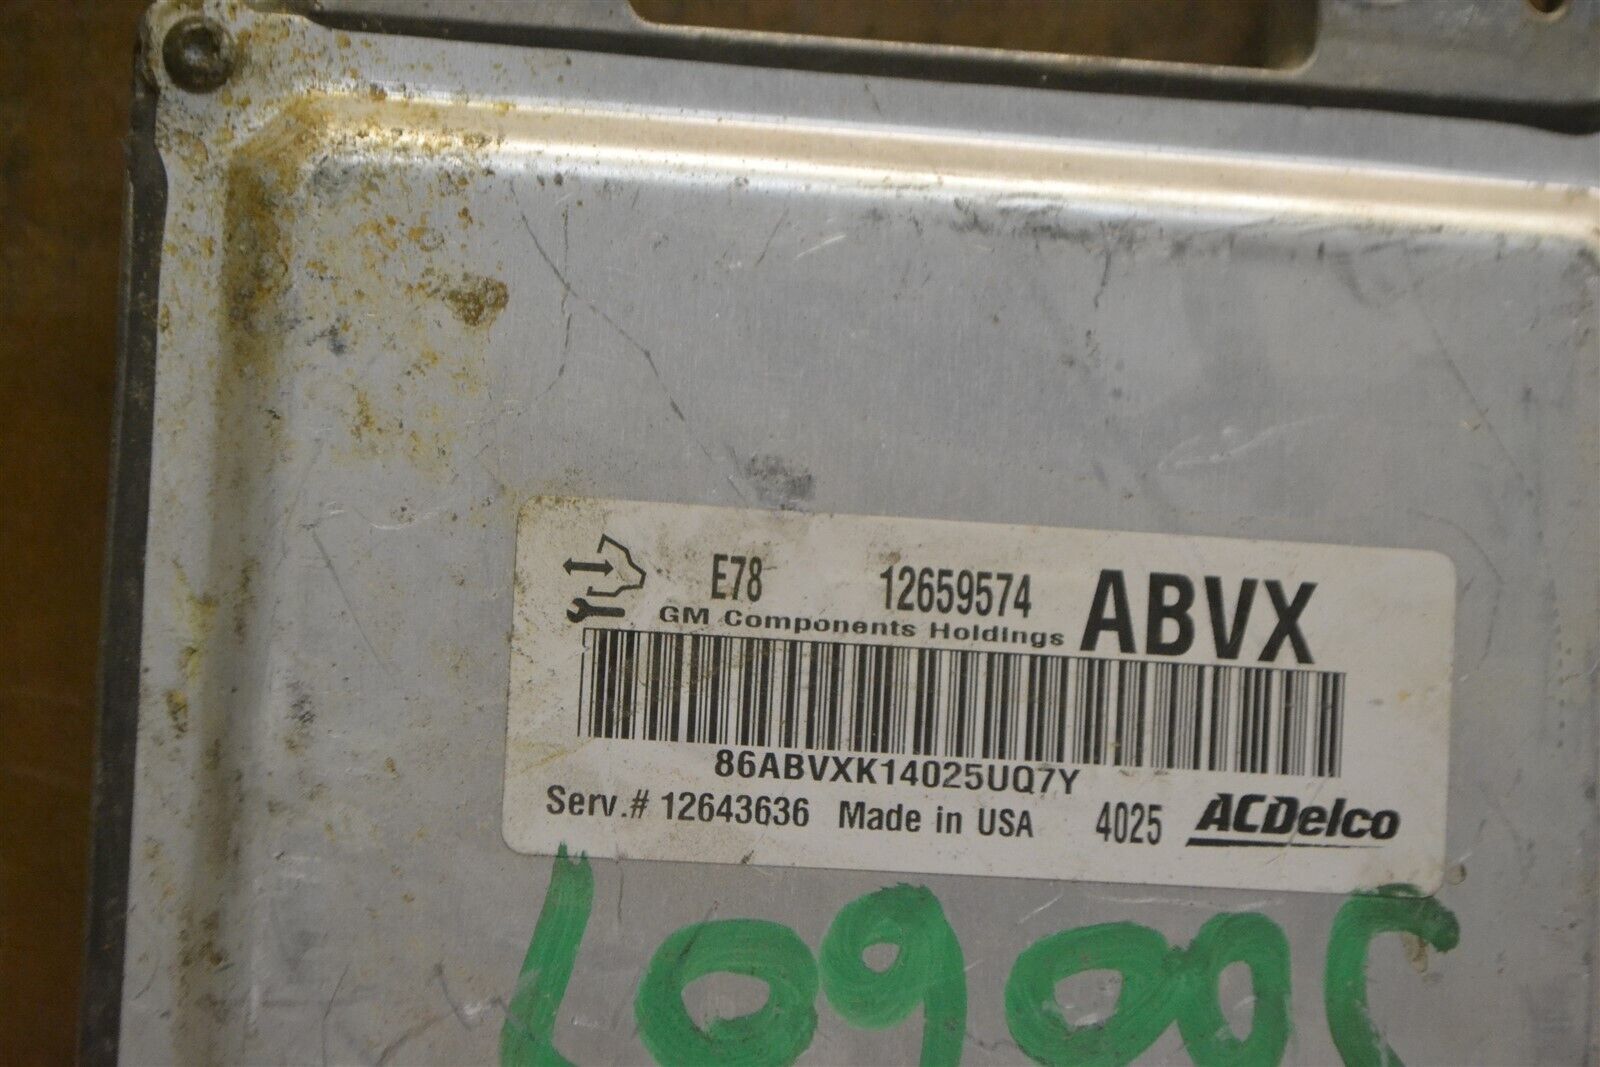 E78 12659574 ABVX
GM Components Holdings
86ABVXK14025UQ7Y
Serv.# 12643636 Made in USA 4025 ACDelco